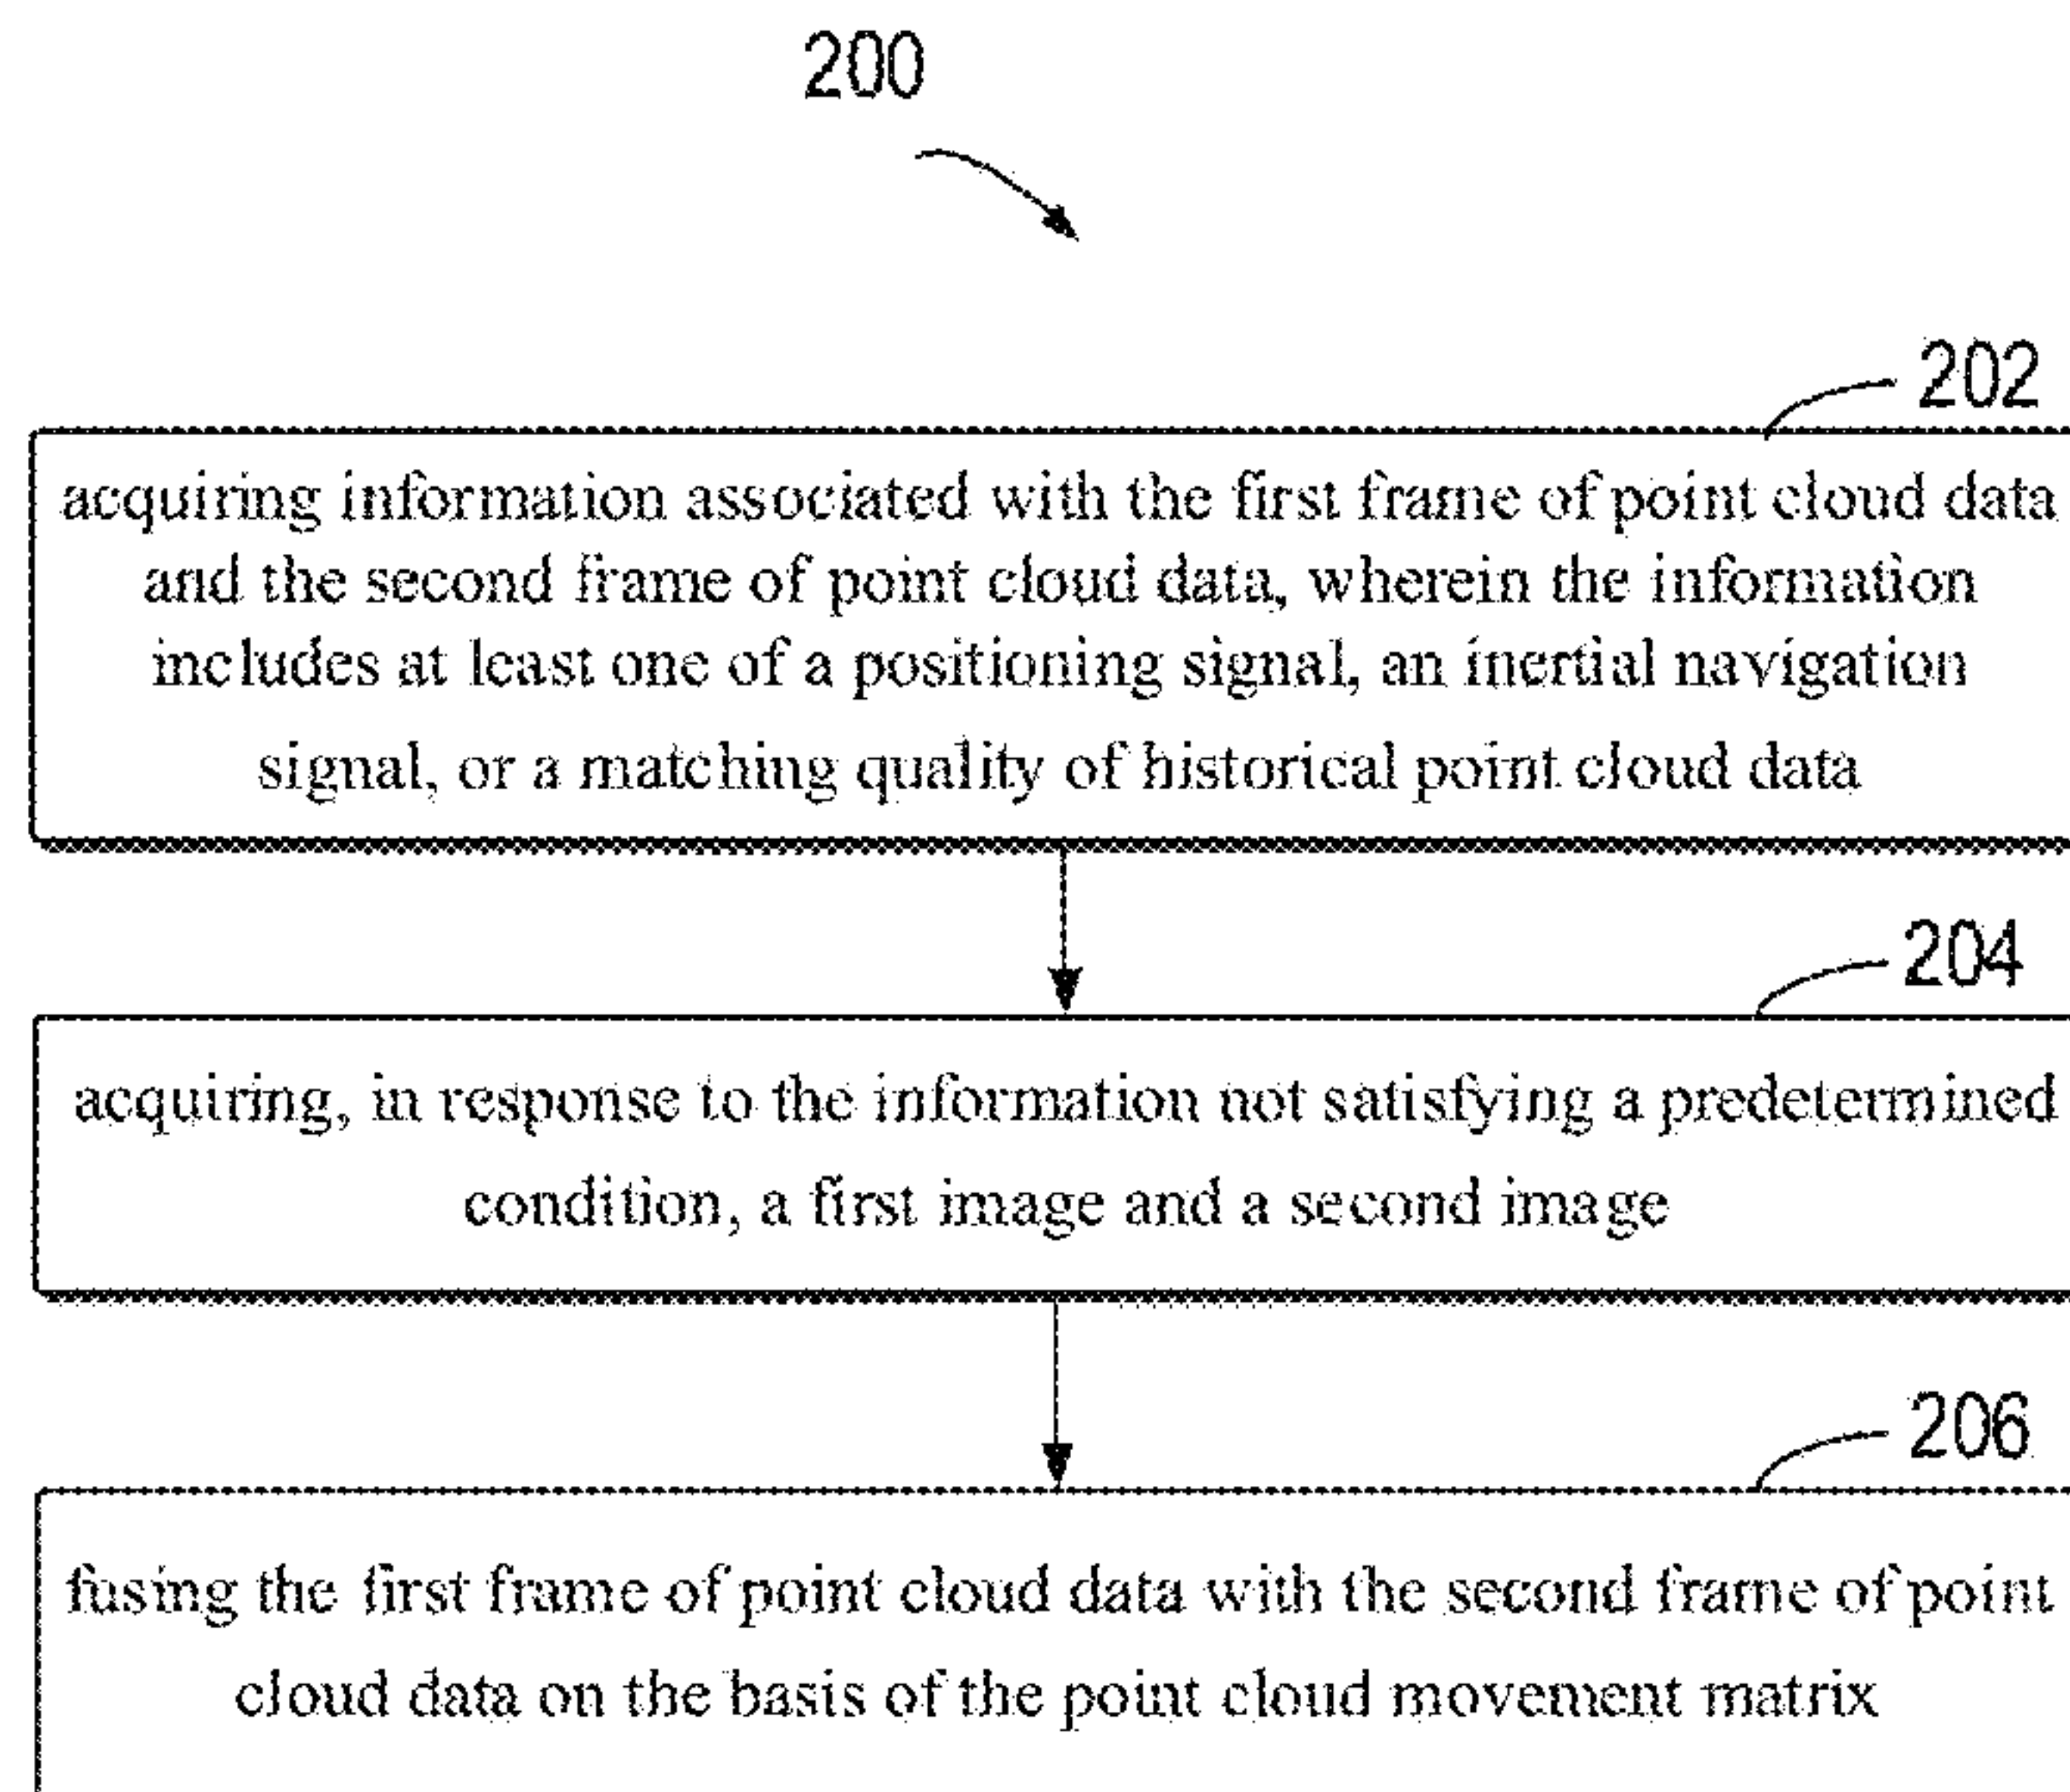 200
202
acquiring information associated with the first frame of point cloud data
and the second frame of point cloud data, wherein the information
includes at least one of a positioning signal, an inertial navigation
signal, or a matching quality of historical point cloud data
204
acquiring, in response to the information not satisfying a predetermined
condition, a first image and a second image
206
fusing the first frame of point cloud data with the second frame of point
cloud data on the basis of the point cloud movement matrix